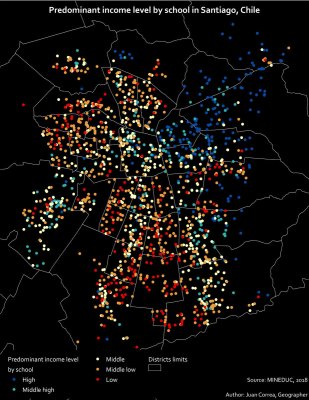 Predominant income level by school in Santiago, Chile
Predominant income level
by school
High
Middle high
Middle
Middle low
Low
Districts limits
Source: MINEDUC, 2018
Author: Juan Correa, Geographer